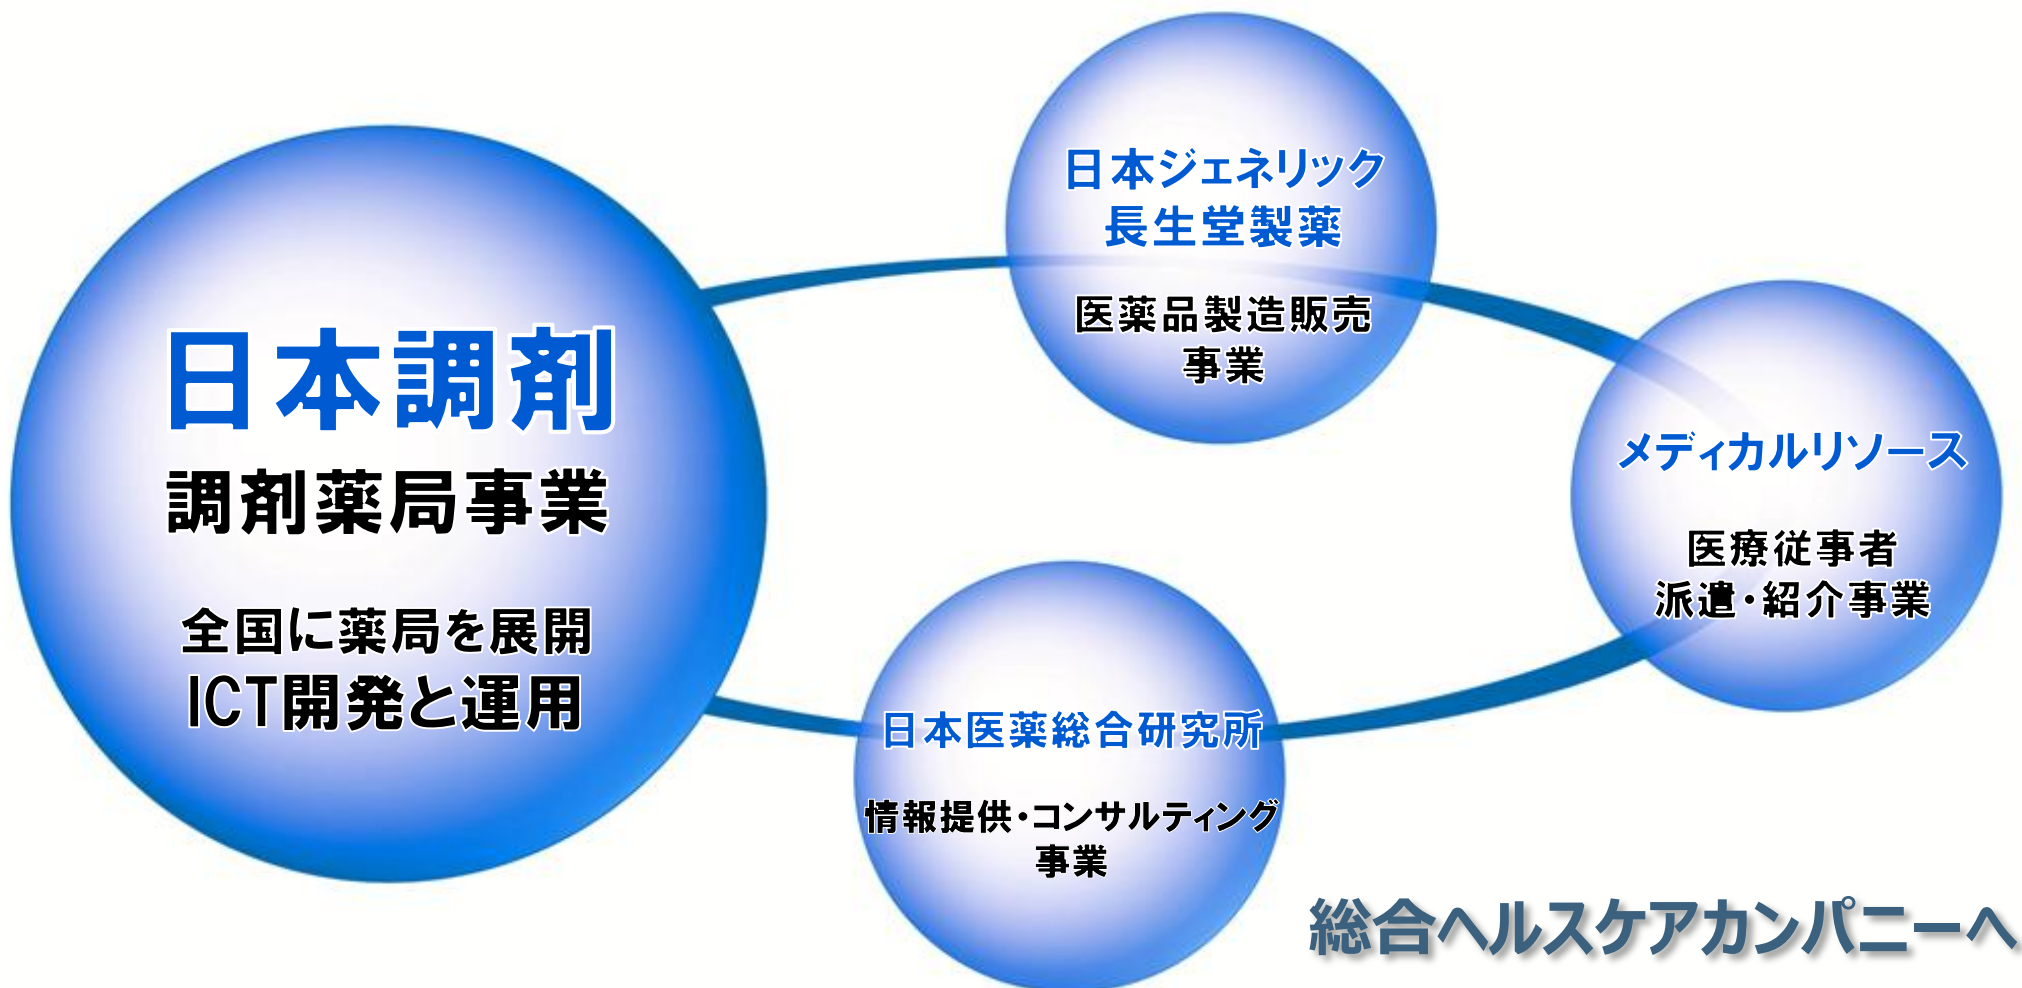 日本調剤
調剤薬局事業
全国に薬局を展開
ICT開発と運用
日本ジェネリック
長生堂製薬
医薬品製造販売
事業
メディカルリソース
医療従事者
派遣・紹介事業
日本医薬総合研究所
情報提供・コンサルティング
事業
総合ヘルスケアカンパニーへ